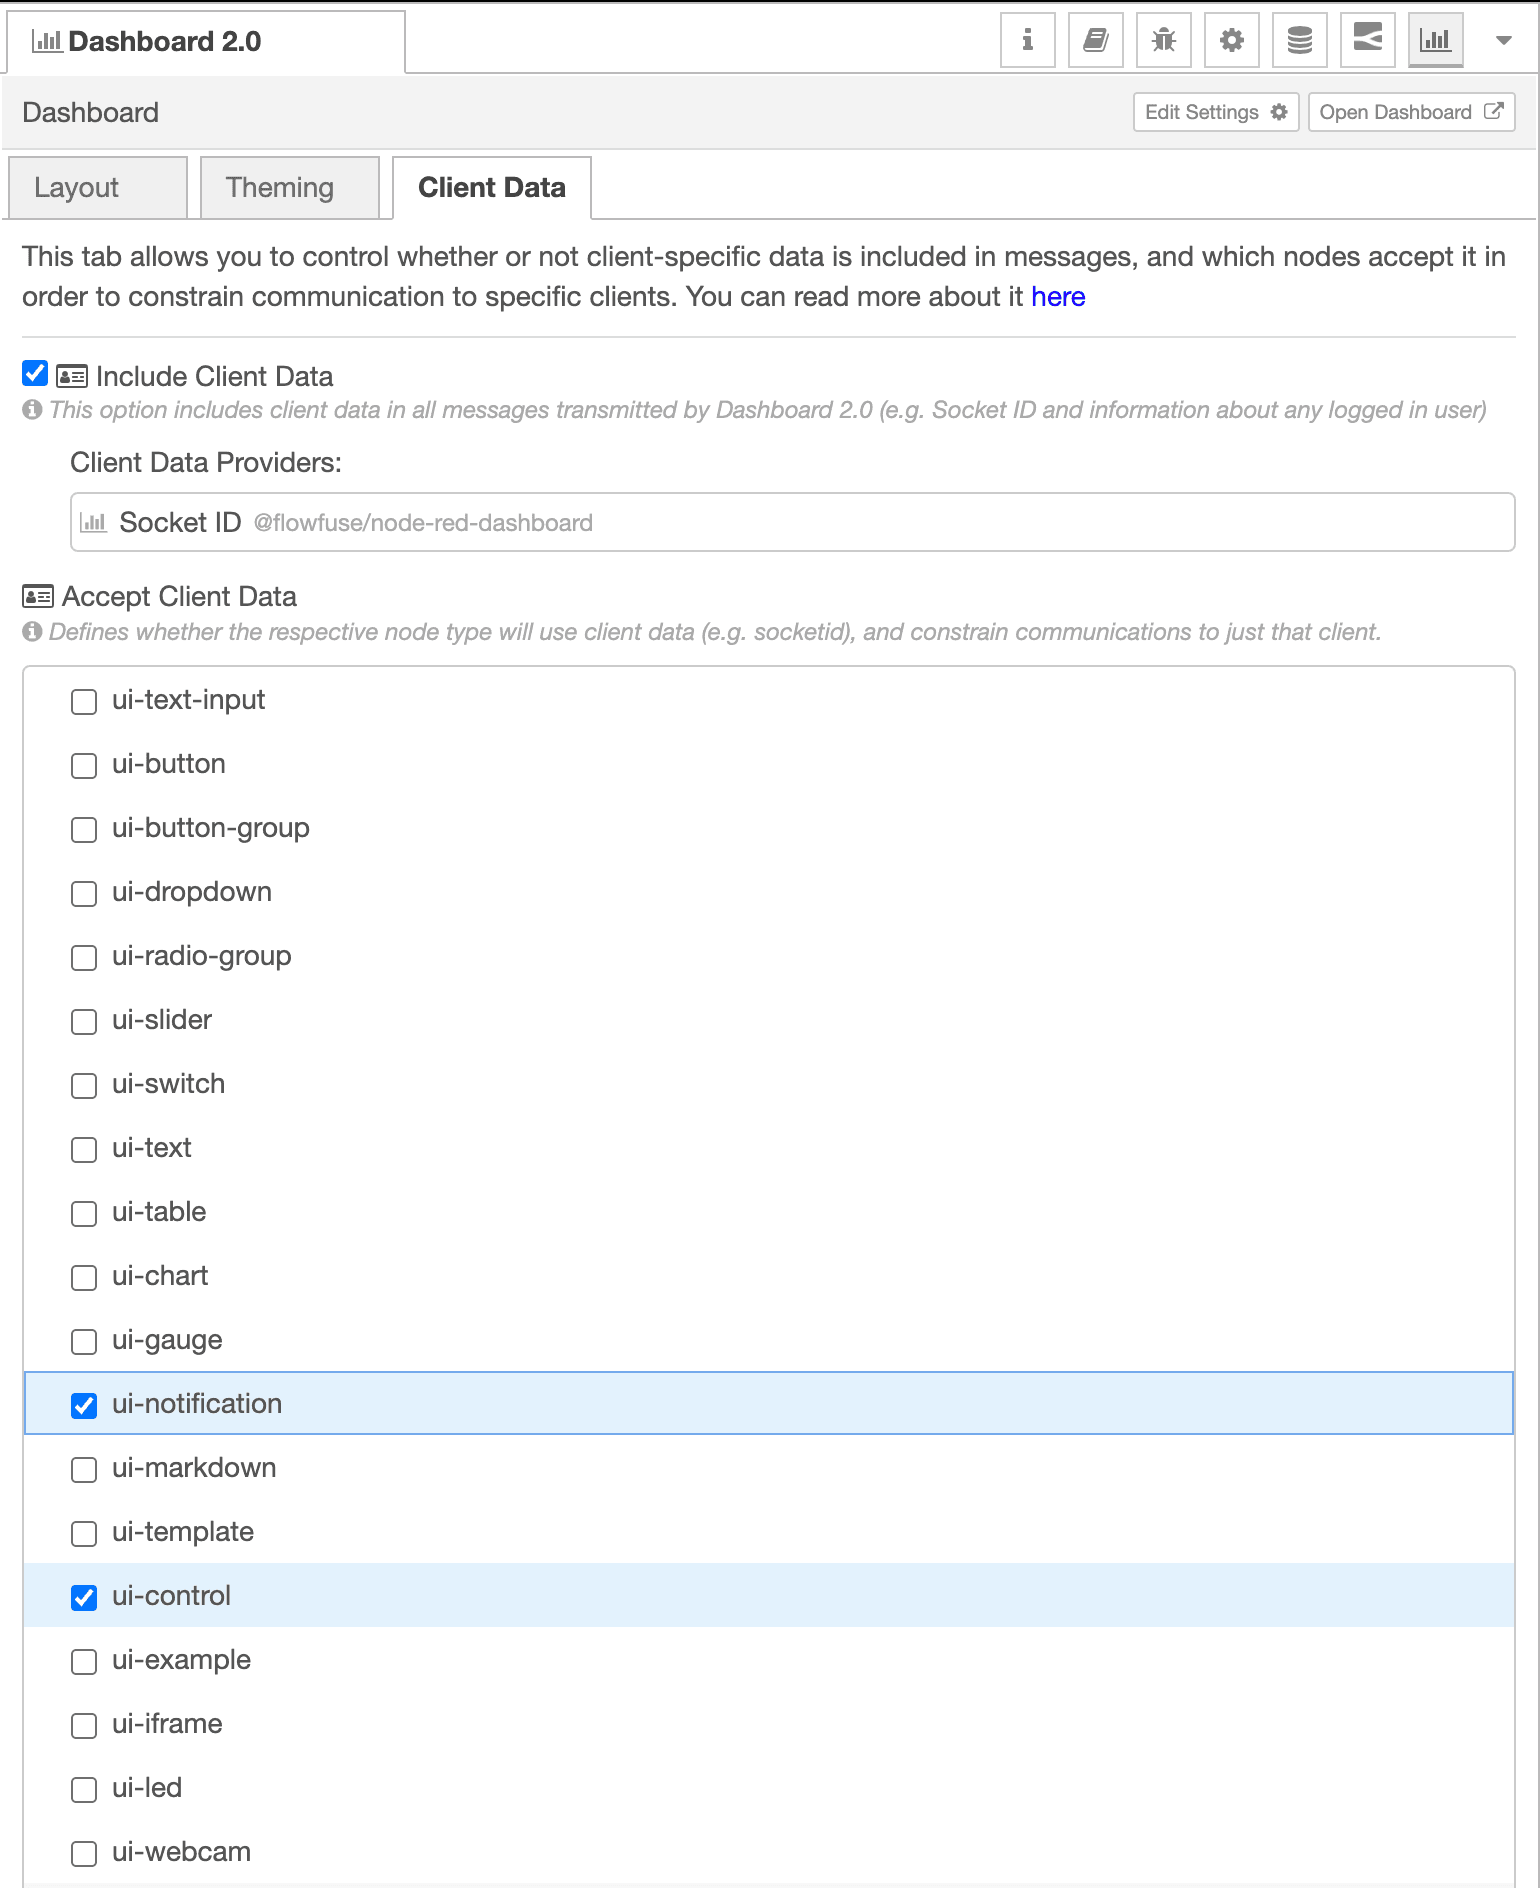 Dashboard 2.0
Dashboard
Edit Settings
Open Dashboard
Layout
Theming
Client Data
This tab allows you to control whether or not client-specific data is included in messages, and which nodes accept it in
order to constrain communication to specific clients. You can read more about it here
Include Client Data
This option includes client data in all messages transmitted by Dashboard 2.0 (e.g. Socket ID and information about any logged in user)
Client Data Providers:
Socket ID @flowfuse/node-red-dashboard
Accept Client Data
Defines whether the respective node type will use client data (e.g. socketid), and constrain communications to just that client.
ui-text-input
ui-button
ui-button-group
ui-dropdown
ui-radio-group
ui-slider
ui-switch
ui-text
ui-table
ui-chart
ui-gauge
ui-notification
ui-markdown
ui-template
ui-control
ui-example
ui-iframe
ui-led
ui-webcam